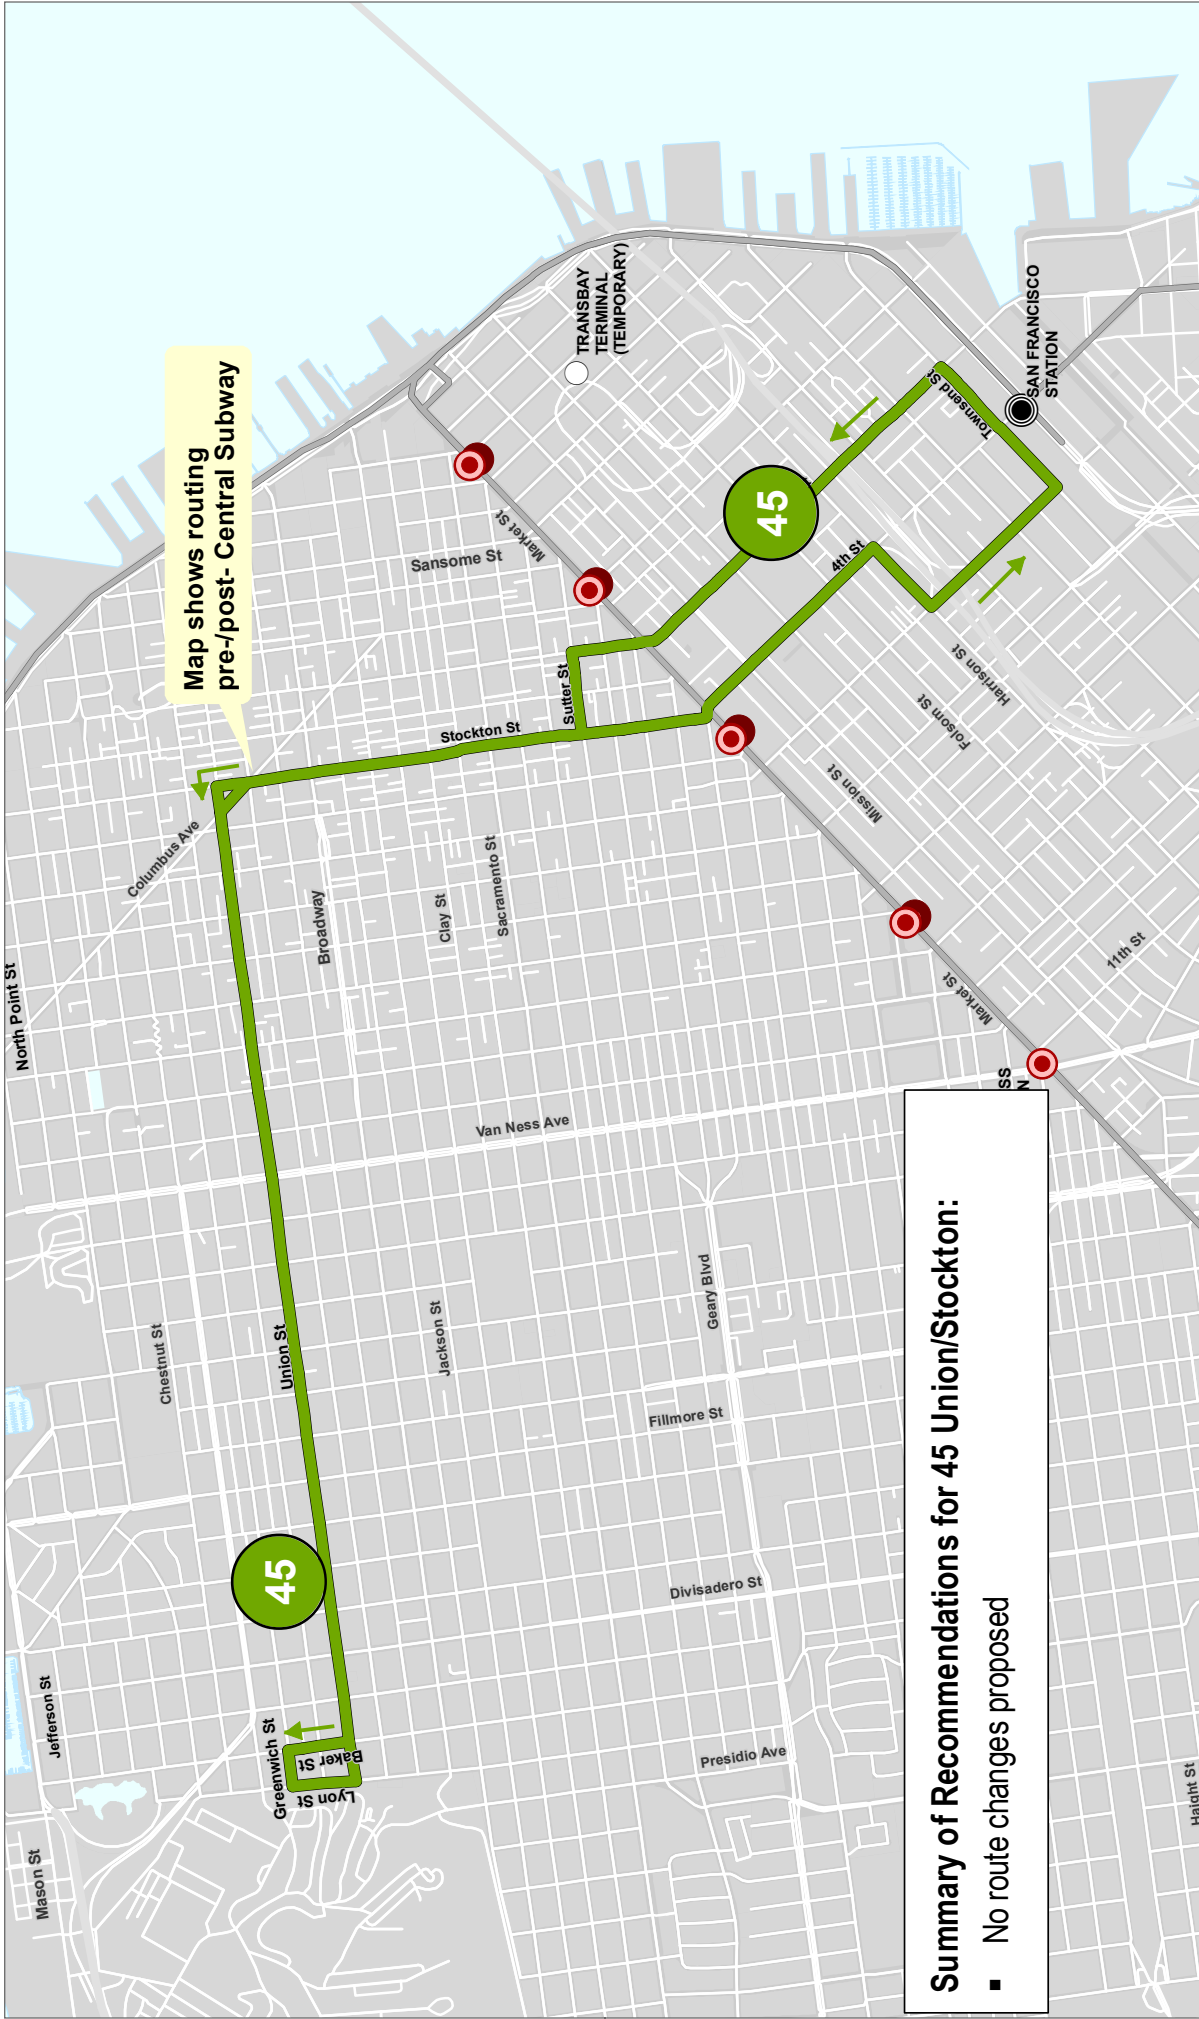 Map shows routing
pre-/post- Central Subway
TRANSBAY
TERMINAL
(TEMPORARY)
SAN FRANCISCO
STATION
Townsend St
45
4th St
Sansome St
Market St
Sutter St
Stockton St
Harrison St
Folsom St
Mission St
Columbus Ave
Broadway
Clay St
Sacramento St
11th St
Market St
North Point St
Van Ness Ave
SS
N
Chestnut St
Union St
Jackson St
Geary Blvd
Fillmore St
45
Divisadero St
Jefferson St
Greenwich St
Baker St
Lyon St
Presidio Ave
Mason St
Haight St
Summary of Recommendations for 45 Union/Stockton:
▪ No route changes proposed